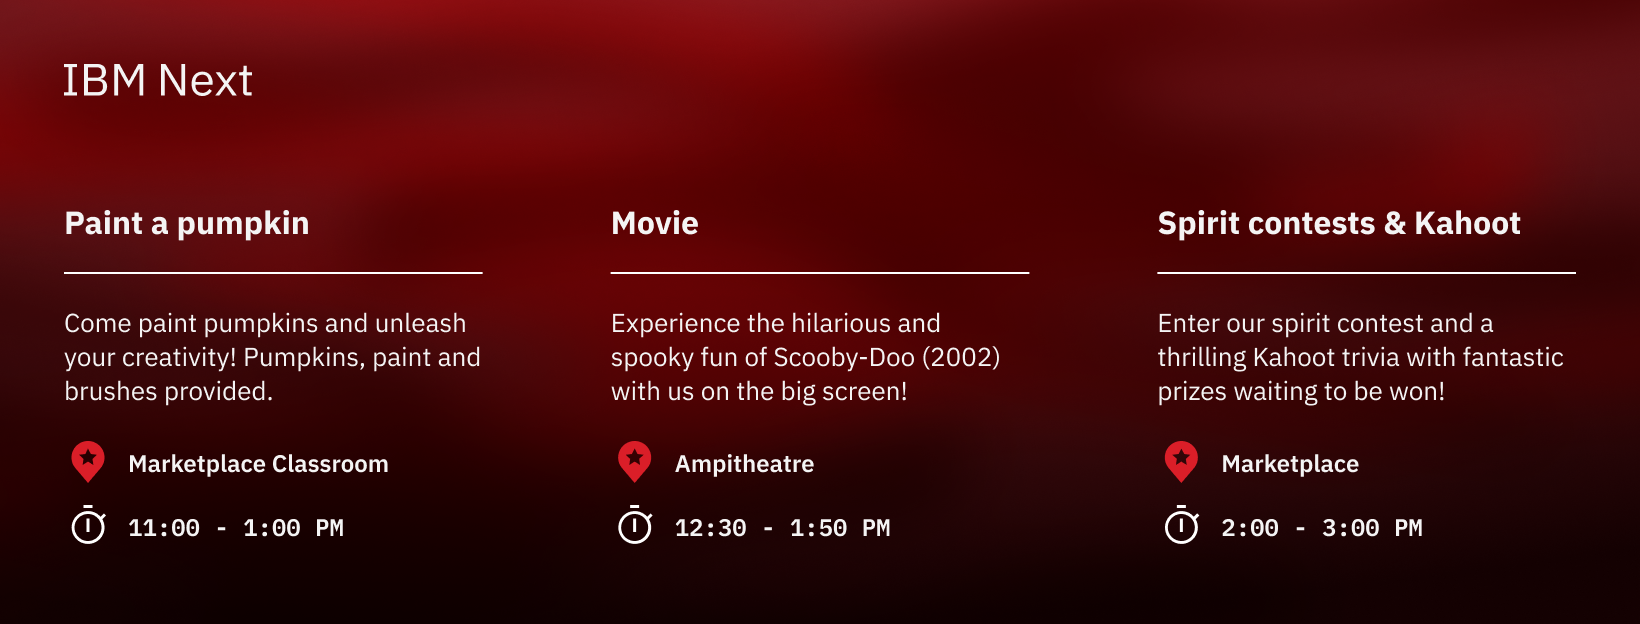 IBM Next
Paint a pumpkin
Come paint pumpkins and unleash
your creativity! Pumpkins, paint and
brushes provided.
Marketplace Classroom
11:00 - 1:00 PM
Movie
Experience the hilarious and
spooky fun of Scooby-Doo (2002)
with us on the big screen!
Ampitheatre
12:30 - 1:50 PM
Spirit contests & Kahoot
Enter our spirit contest and a
thrilling Kahoot trivia with fantastic
prizes waiting to be won!
Marketplace
2:00 - 3:00 PM